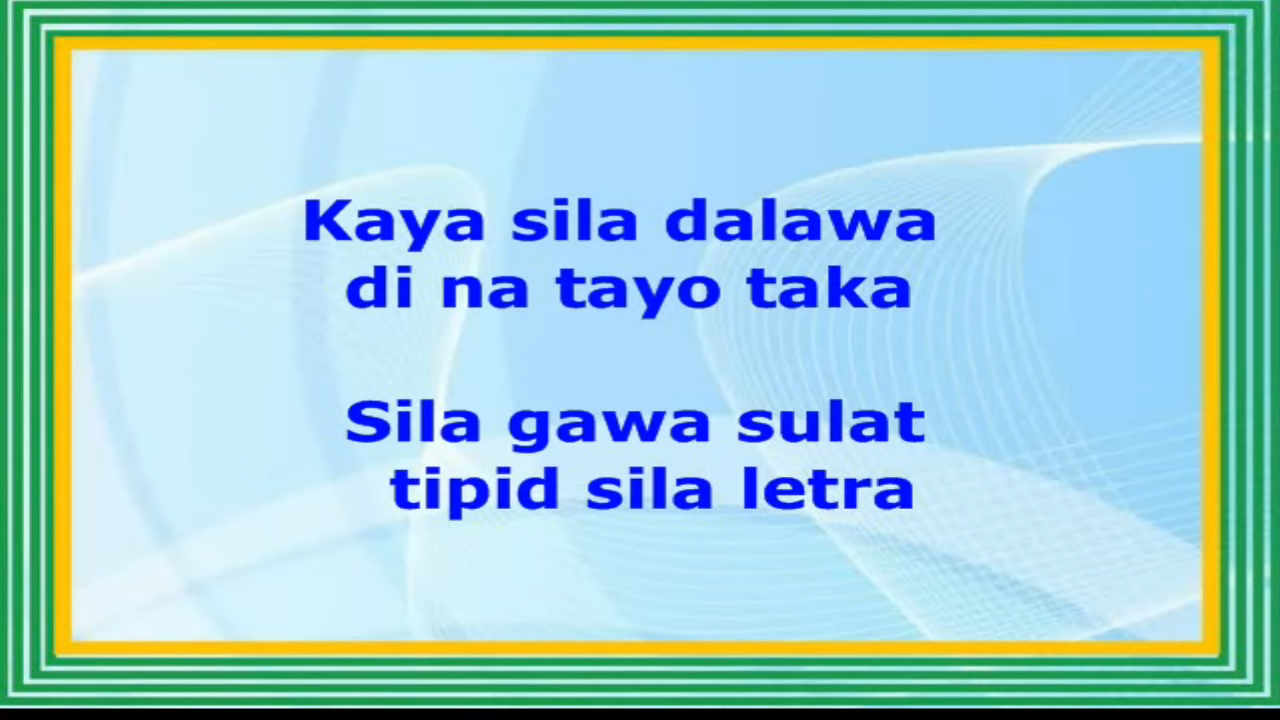 Kaya sila dalawa
di na tayo taka
Sila gawa sulat
tipid sila letra